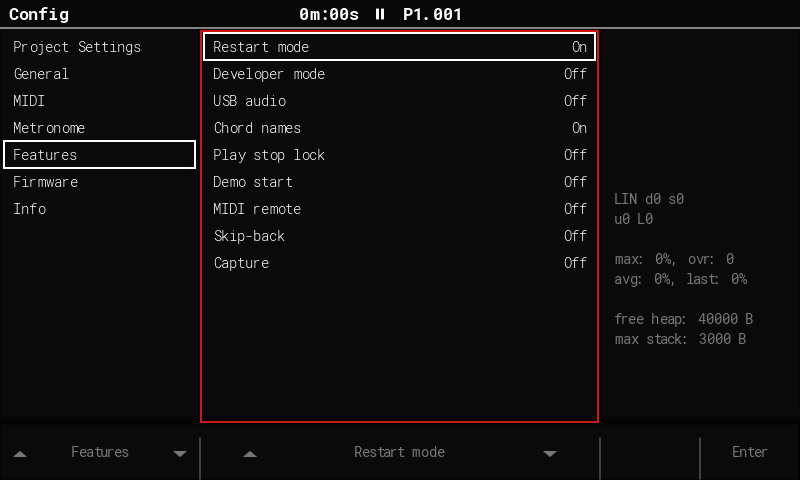 Config 0m:00s P1.001
Project Settings
General
MIDI
Metronome
Features
Firmware
Info
Restart mode On
Developer mode Off
USB audio Off
Chord names On
Play stop lock Off
Demo start Off
MIDI remote Off
Skip-back Off
Capture Off
LIN d0 s0
u0 L0
max: 0%, ovr: 0
avg: 0%, last: 0%
free heap: 40000 B
max stack: 3000 B
Features Restart mode Enter